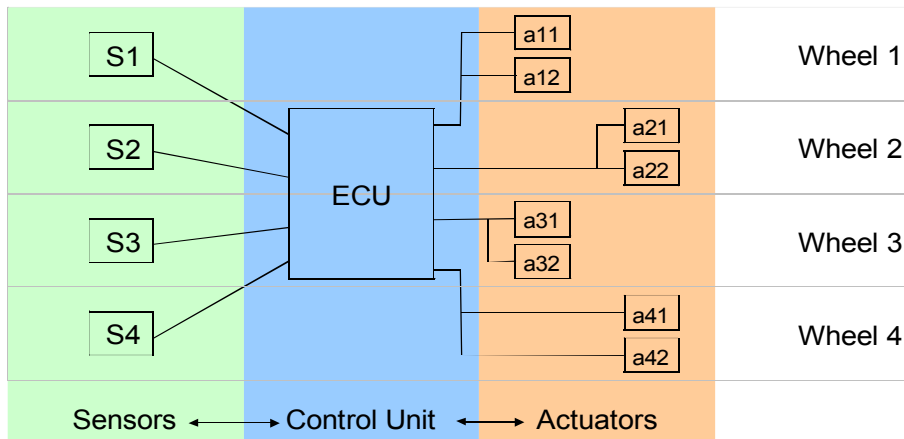 S1
a11
a12
Wheel 1
S2
ECU
a21
a22
Wheel 2
S3
a31
a32
Wheel 3
S4
a41
a42
Wheel 4
Sensors Control Unit Actuators